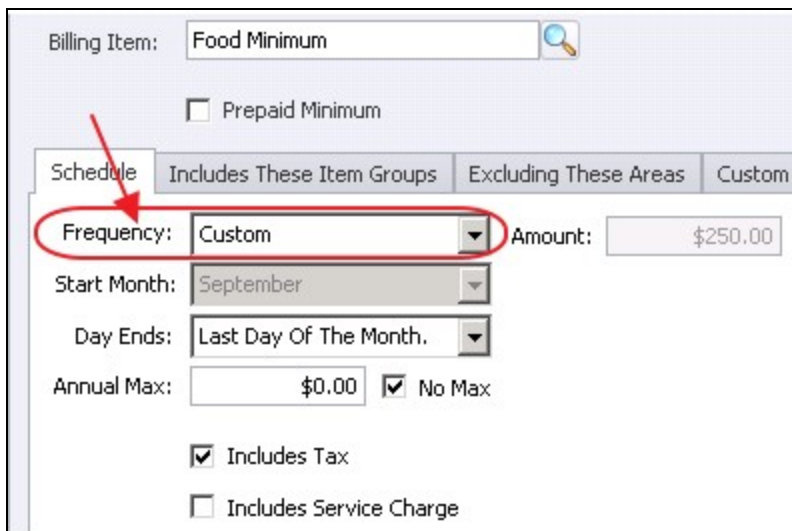 Billing Item: Food Minimum
Prepaid Minimum
Schedule Includes These Item Groups Excluding These Areas Custom
Frequency: Custom Amount: $250.00
Start Month: September
Day Ends: Last Day Of The Month.
Annual Max: $0.00 No Max
Includes Tax
Includes Service Charge